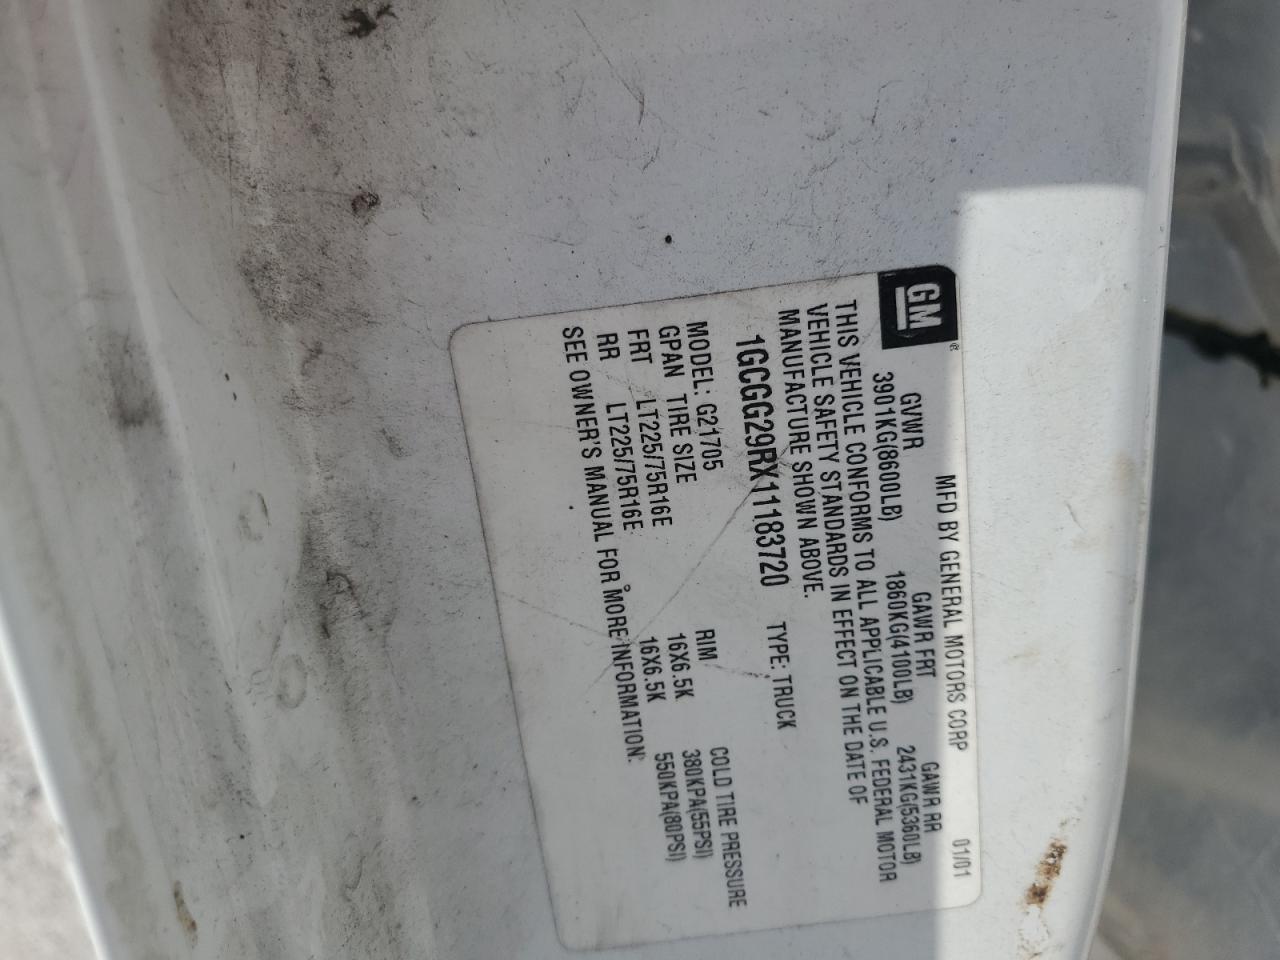 GM®
MFD BY GENERAL MOTORS CORP 01/01
GVWR GAWR FRT GAWR RR
3901KG(8600LB) 1860KG(4100LB) 2431KG(5360LB)
THIS VEHICLE CONFORMS TO ALL APPLICABLE U.S. FEDERAL MOTOR
VEHICLE SAFETY STANDARDS IN EFFECT ON THE DATE OF
MANUFACTURE SHOWN ABOVE.
1GCGG29RX11183720 TYPE: TRUCK
MODEL: G21705
GPAN TIRE SIZE RIM COLD TIRE PRESSURE
FRT LT225/75R16E 16X6.5K 380KPA(55PSI)
RR LT225/75R16E 16X6.5K 550KPA(80PSI)
SEE OWNER'S MANUAL FOR MORE INFORMATION.